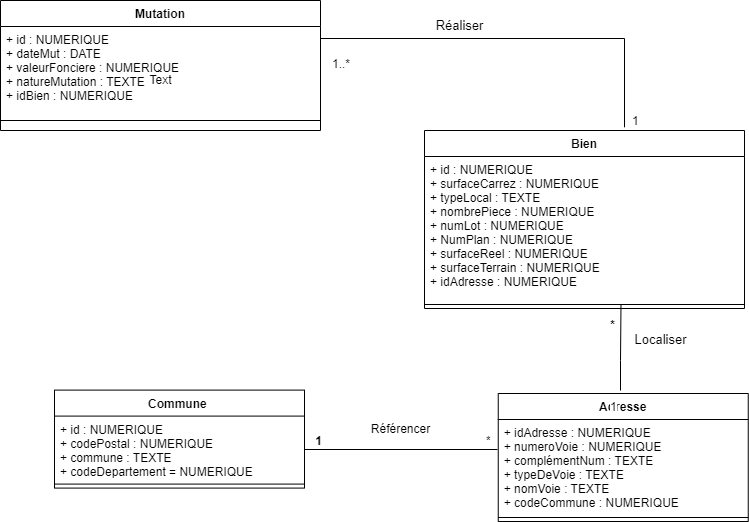 Mutation
+ id : NUMERIQUE
+ dateMut : DATE
+ valeurFonciere : NUMERIQUE
+ natureMutation : TEXTE Text
+ idBien : NUMERIQUE
Réaliser
1..*
1
Bien
+ id : NUMERIQUE
+ surfaceCarrez : NUMERIQUE
+ typeLocal : TEXTE
+ nombrePiece : NUMERIQUE
+ numLot : NUMERIQUE
+ NumPlan : NUMERIQUE
+ surfaceReel : NUMERIQUE
+ surfaceTerrain : NUMERIQUE
+ idAdresse : NUMERIQUE
*
Localiser
Commune
+ id : NUMERIQUE
+ codePostal : NUMERIQUE
+ commune : TEXTE
+ codeDepartement = NUMERIQUE
Référencer
1
*
1
Adresse
+ idAdresse : NUMERIQUE
+ numeroVoie : NUMERIQUE
+ complémentNum : TEXTE
+ typeDeVoie : TEXTE
+ nomVoie : TEXTE
+ codeCommune : NUMERIQUE